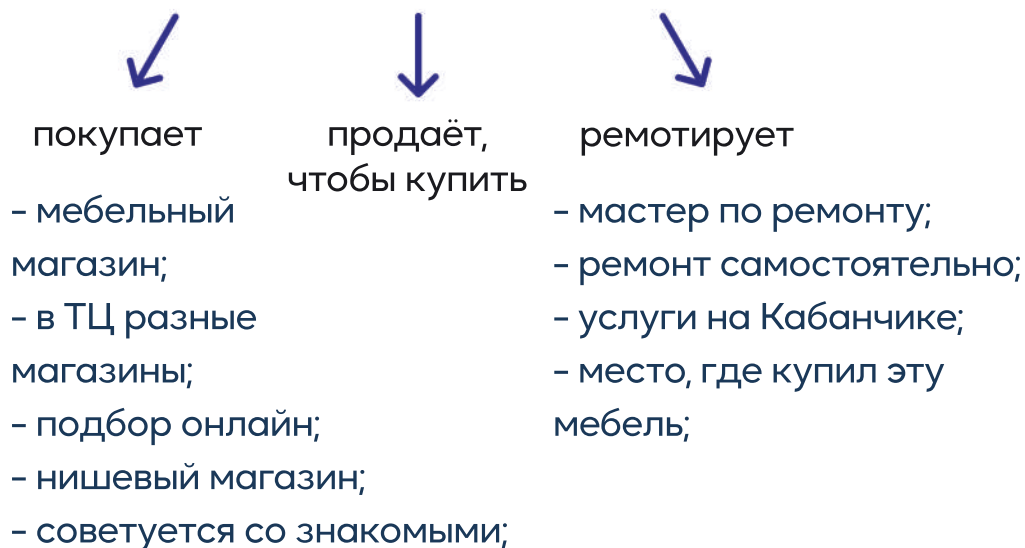 покупает
продаёт,
чтобы купить
ремотирует
- мебельный
магазин;
- в ТЦ разные
магазины;
- подбор онлайн;
- нишевый магазин;
- советуется со знакомыми;
- мастер по ремонту;
- ремонт самостоятельно;
- услуги на Кабанчике;
- место, где купил эту
мебель;